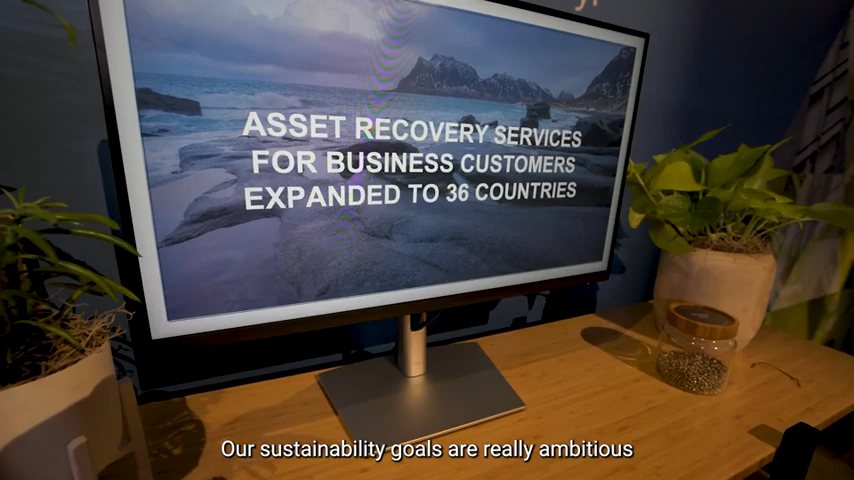 ASSET RECOVERY SERVICES
FOR BUSINESS CUSTOMERS
EXPANDED TO 36 COUNTRIES
Our sustainability goals are really ambitious